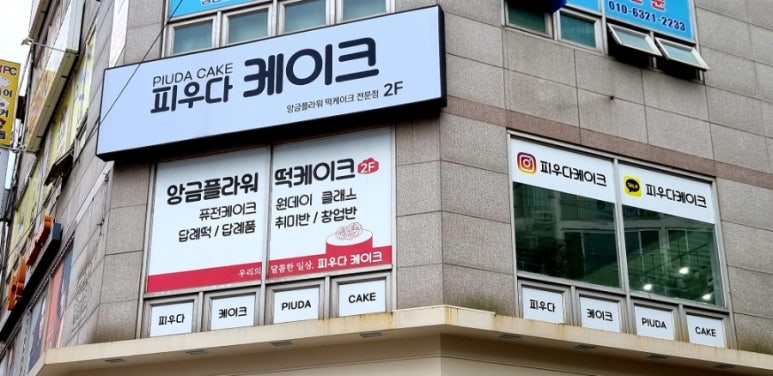 010-6321-2233
PIUDA CAKE
피우다 케이크
앙금플라워 떡케이크 전문점 2F
앙금플라워 떡케이크 2F
퓨전케이크 원데이 클래스
답례떡 / 답례품 취미반 / 창업반
우리의 달콤한 일상, 피우다 케이크
피우다케이크
TALK 피우다케이크
피우다 케이크 PIUDA CAKE
피우다 케이크 PIUDA CAKE
PC